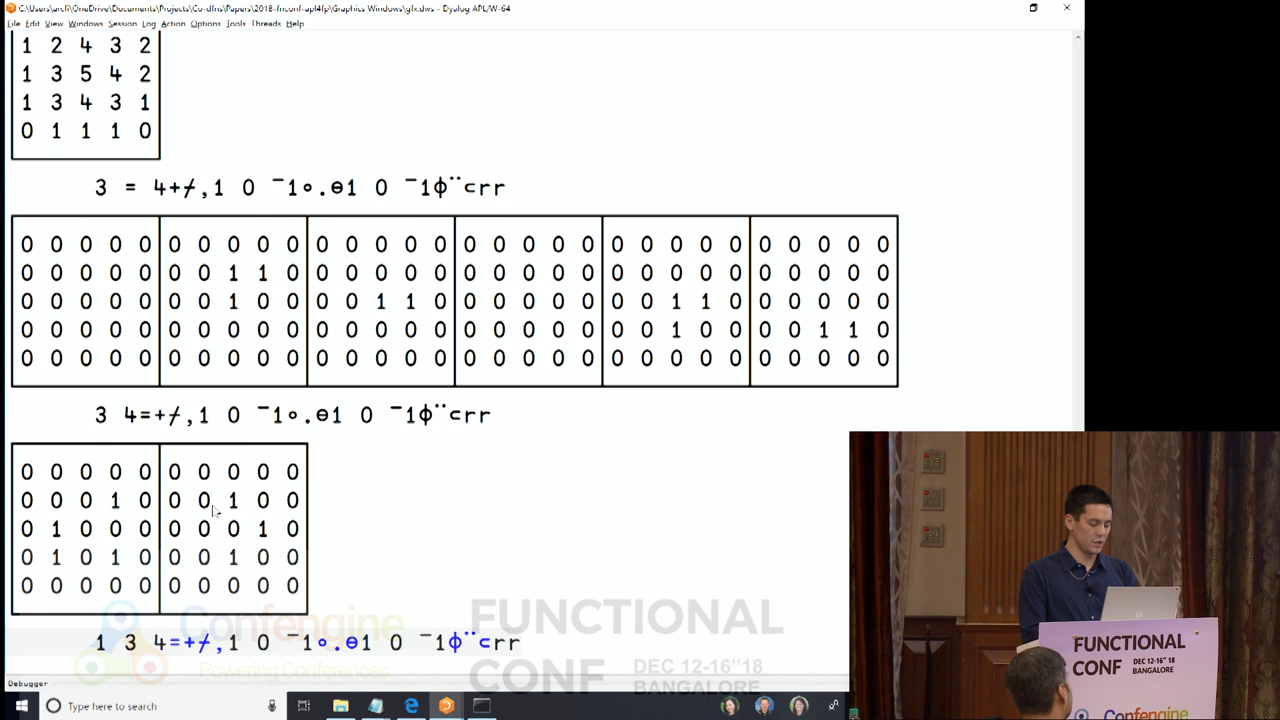 C:\Users\arcfi\OneDrive\Documents\Projects\Co-dfns\Papers\2018-fnconf-apl4fp\Graphics Windows\gfx.dws - Dyalog APL/W-64
File Edit View Windows Session Log Action Options Tools Threads Help
1 2 4 3 2
1 3 5 4 2
1 3 4 3 1
0 1 1 1 0
3 = 4+⌿,1 0 ¯1∘.⊖1 0 ¯1⌽¨⊂rr
0 0 0 0 0 0 0 0 0 0 0 0 0 0 0 0 0 0 0 0 0 0 0 0 0 0 0 0 0 0
0 0 0 0 0 0 0 1 1 0 0 0 0 0 0 0 0 0 0 0 0 0 0 0 0 0 0 0 0 0
0 0 0 0 0 0 0 1 0 0 0 0 1 1 0 0 0 0 0 0 0 0 1 1 0 0 0 0 0 0
0 0 0 0 0 0 0 0 0 0 0 0 0 0 0 0 0 0 0 0 0 0 1 0 0 0 0 1 1 0
0 0 0 0 0 0 0 0 0 0 0 0 0 0 0 0 0 0 0 0 0 0 0 0 0 0 0 0 0 0
3 4=+⌿,1 0 ¯1∘.⊖1 0 ¯1⌽¨⊂rr
0 0 0 0 0 0 0 0 0 0
0 0 0 1 0 0 0 1 0 0
0 1 0 0 0 0 0 0 1 0
0 1 0 1 0 0 0 1 0 0
0 0 0 0 0 0 0 0 0 0
1 3 4=+⌿,1 0 ¯1∘.⊖1 0 ¯1⌽¨⊂rr
Confengine
FUNCTIONAL
CONF DEC 12-16"18
BANGALORE
Debugger
Type here to search
FUNCTIONAL
CONF DEC 12-16"18
BANGALORE
Confengine